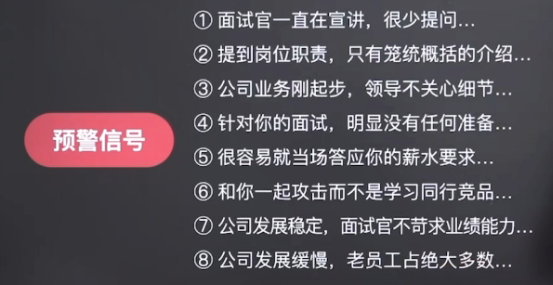 ① 面试官一直在宣讲，很少提问…
② 提到岗位职责，只有笼统概括的介绍…
③ 公司业务刚起步，领导不关心细节…
④ 针对你的面试，明显没有任何准备…
预警信号
⑤ 很容易就当场答应你的薪水要求…
⑥ 和你一起攻击而不是学习同行竞品…
⑦ 公司发展稳定，面试官不苛求业绩能力…
⑧ 公司发展缓慢，老员工占绝大多数…